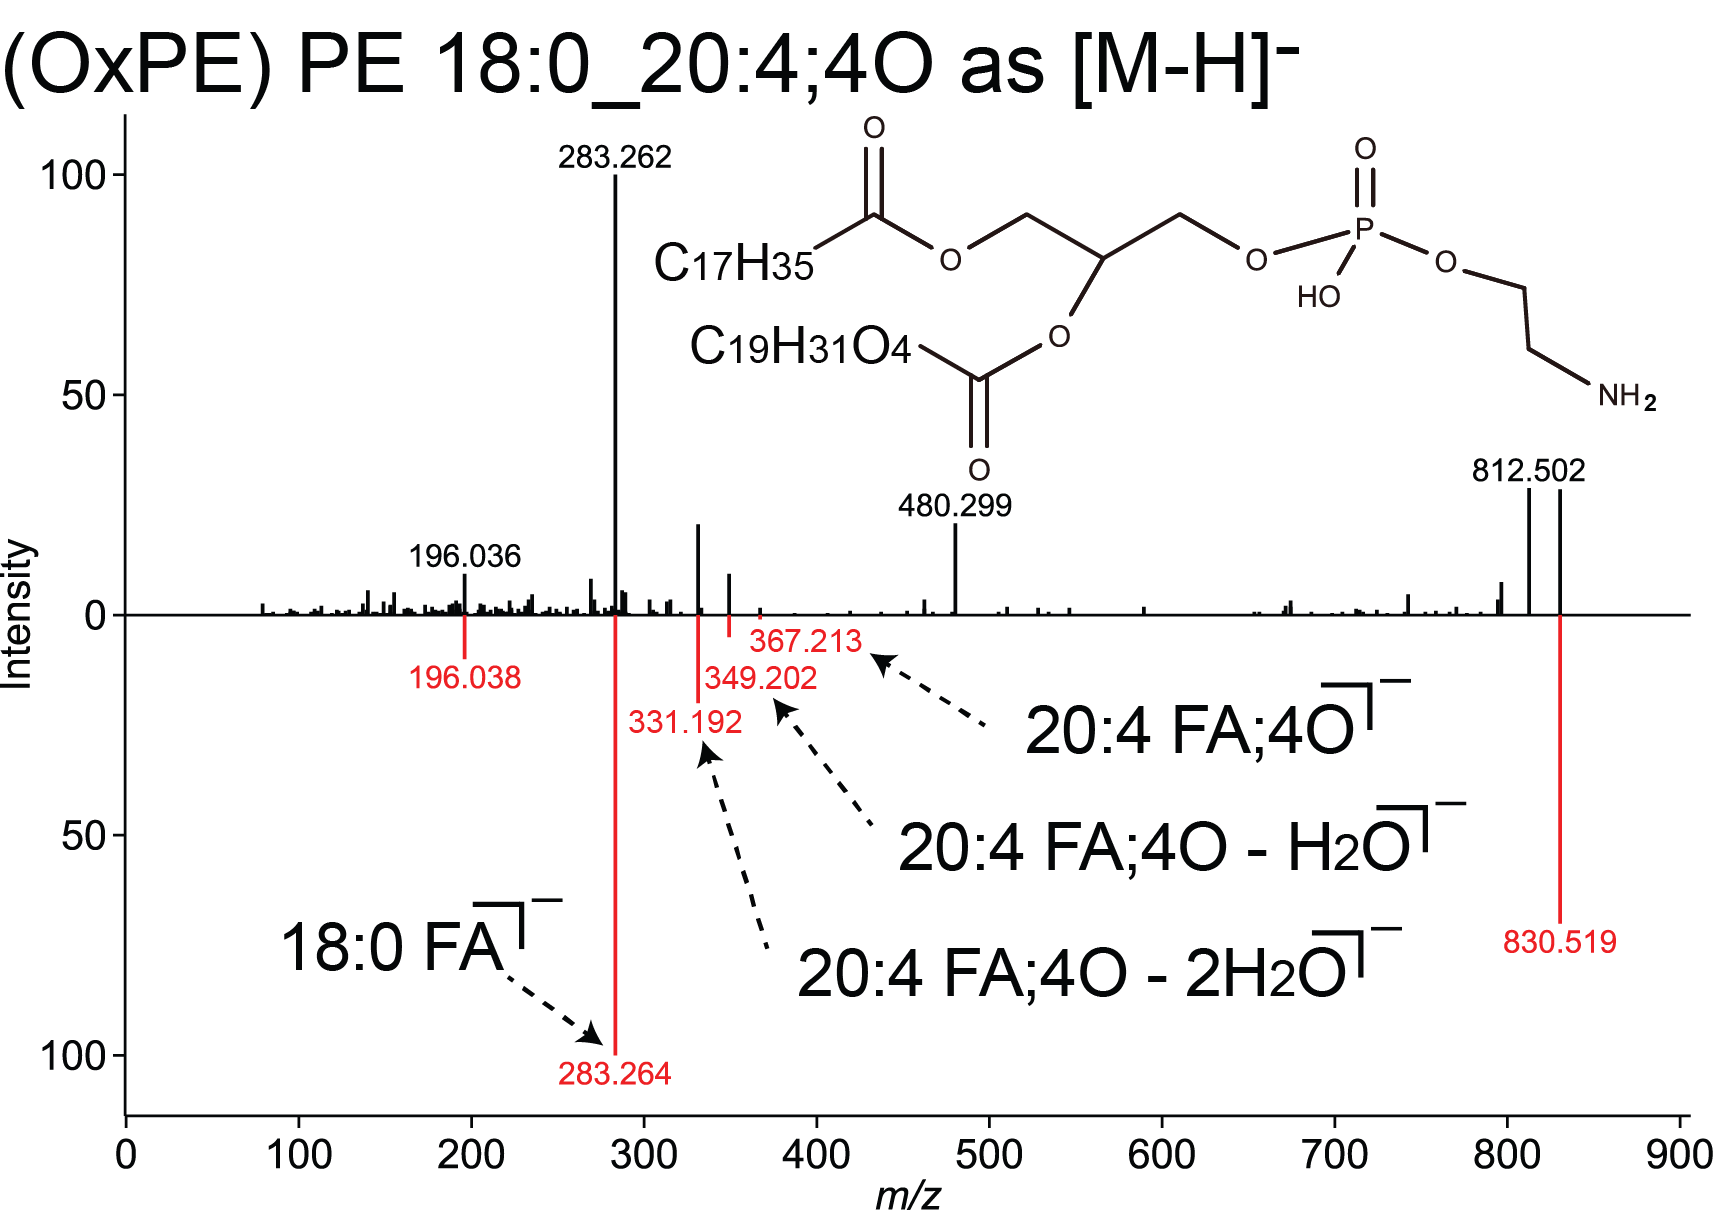 (OxPE) PE 18:0_20:4;4O as [M-H]⁻
O
O
P
O
O
O
HO
C17H35
C19H31O4
O
O
NH2
Intensity
100
50
0
50
100
283.262
196.036
480.299
812.502
196.038
367.213
349.202
331.192
283.264
830.519
20:4 FA;4O⁻
20:4 FA;4O - H2O⁻
20:4 FA;4O - 2H2O⁻
18:0 FA⁻
0 100 200 300 400 500 600 700 800 900
m/z